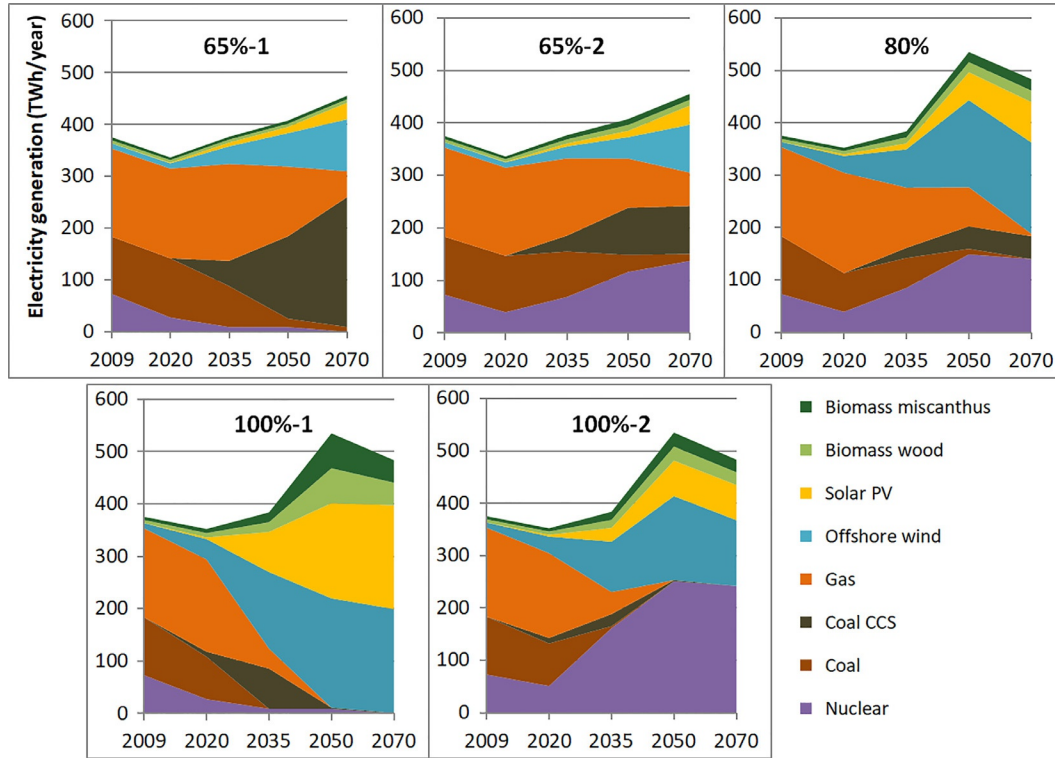 Electricity generation (TWh/year)
600
500
400
300
200
100
0
65%-1
2009 2020 2035 2050 2070
600
500
400
300
200
100
0
65%-2
2009 2020 2035 2050 2070
600
500
400
300
200
100
0
80%
2009 2020 2035 2050 2070
600
500
400
300
200
100
0
100%-1
2009 2020 2035 2050 2070
600
500
400
300
200
100
0
100%-2
2009 2020 2035 2050 2070
Biomass miscanthus
Biomass wood
Solar PV
Offshore wind
Gas
Coal CCS
Coal
Nuclear